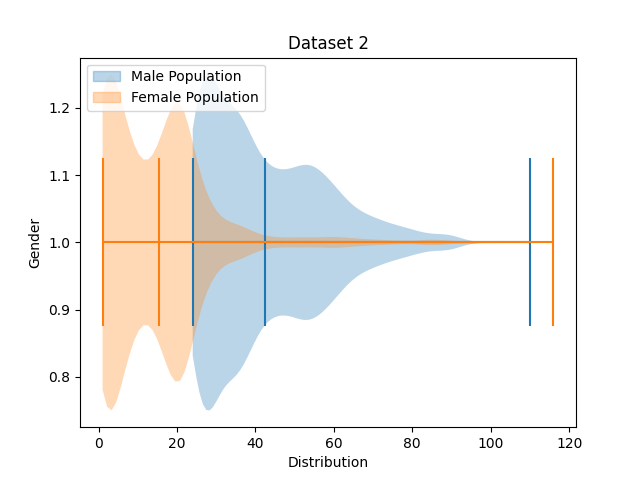 Dataset 2
Male Population
Female Population
1.2
1.1
1.0
0.9
0.8
Gender
0 20 40 60 80 100 120
Distribution